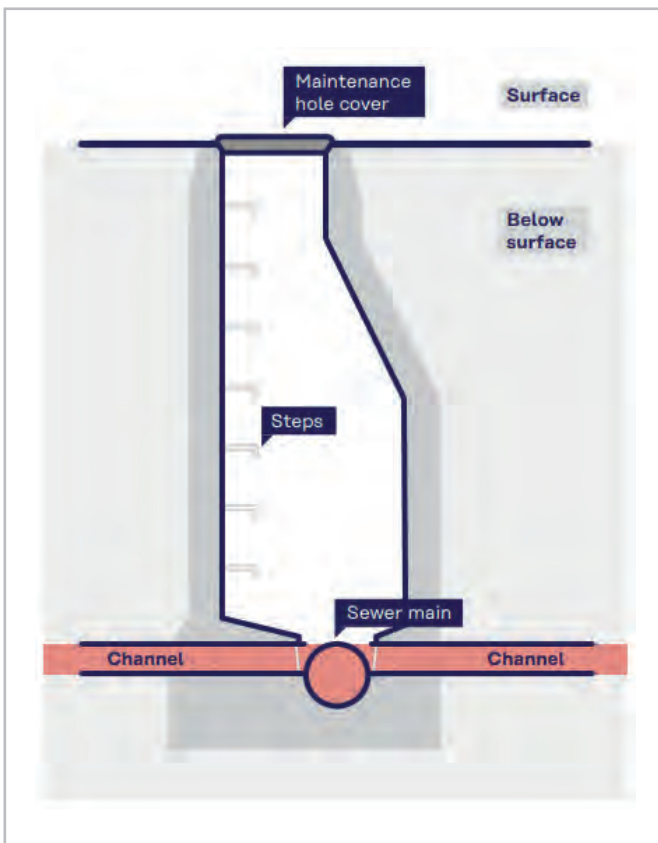 Maintenance
hole cover
Surface
Below
surface
Steps
Sewer main
Channel
Channel